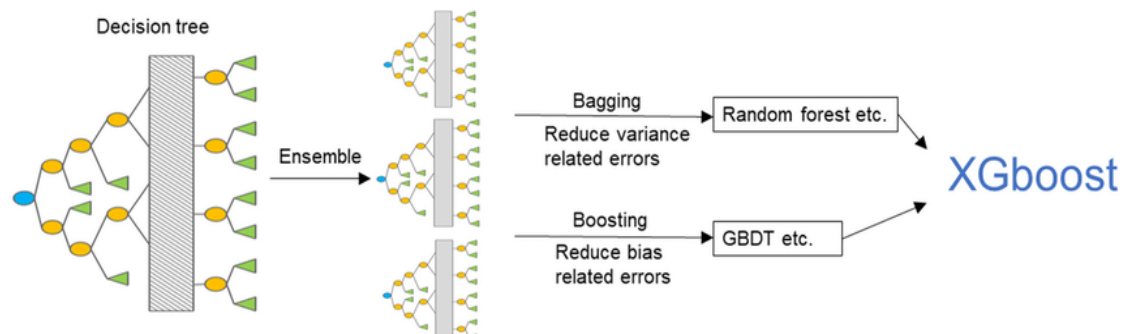 Decision tree
Ensemble
Bagging
Reduce variance
related errors
Random forest etc.
Boosting
Reduce bias
related errors
GBDT etc.
XGboost